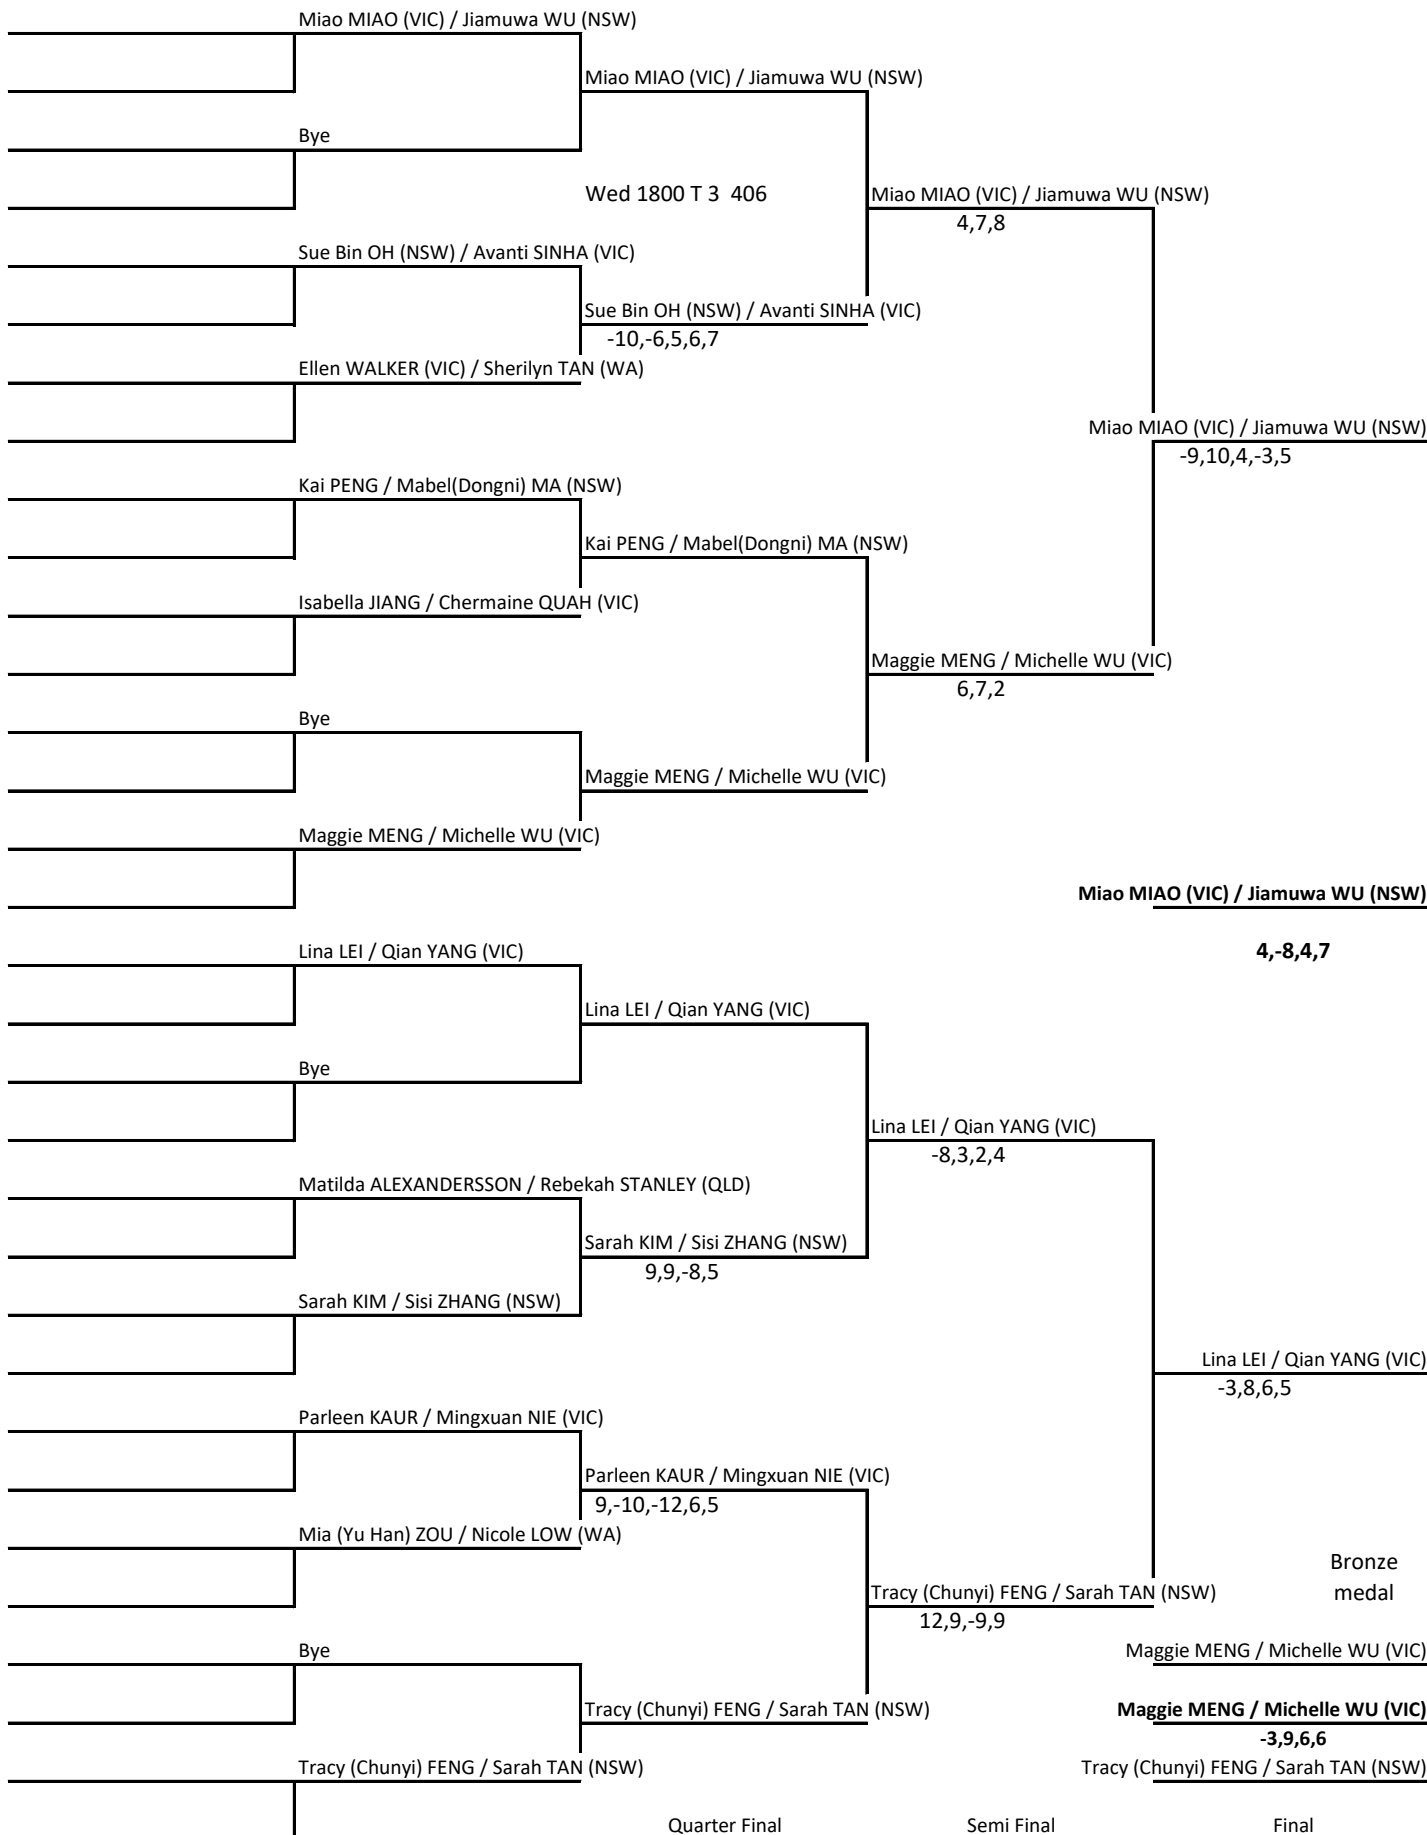 Miao MIAO (VIC) / Jiamuwa WU (NSW)
Miao MIAO (VIC) / Jiamuwa WU (NSW)
Bye
Wed 1800 T 3  406
Miao MIAO (VIC) / Jiamuwa WU (NSW)
4,7,8
Sue Bin OH (NSW) / Avanti SINHA (VIC)
Sue Bin OH (NSW) / Avanti SINHA (VIC)
-10,-6,5,6,7
Ellen WALKER (VIC) / Sherilyn TAN (WA)
Miao MIAO (VIC) / Jiamuwa WU (NSW)
-9,10,4,-3,5
Kai PENG / Mabel(Dongni) MA (NSW)
Kai PENG / Mabel(Dongni) MA (NSW)
Isabella JIANG / Chermaine QUAH (VIC)
Maggie MENG / Michelle WU (VIC)
6,7,2
Bye
Maggie MENG / Michelle WU (VIC)
Maggie MENG / Michelle WU (VIC)
Miao MIAO (VIC) / Jiamuwa WU (NSW)
4,-8,4,7
Lina LEI / Qian YANG (VIC)
Lina LEI / Qian YANG (VIC)
Bye
Lina LEI / Qian YANG (VIC)
-8,3,2,4
Matilda ALEXANDERSSON / Rebekah STANLEY (QLD)
Sarah KIM / Sisi ZHANG (NSW)
9,9,-8,5
Sarah KIM / Sisi ZHANG (NSW)
Lina LEI / Qian YANG (VIC)
-3,8,6,5
Parleen KAUR / Mingxuan NIE (VIC)
Parleen KAUR / Mingxuan NIE (VIC)
9,-10,-12,6,5
Mia (Yu Han) ZOU / Nicole LOW (WA)
Bronze
medal
Tracy (Chunyi) FENG / Sarah TAN (NSW)
12,9,-9,9
Bye
Maggie MENG / Michelle WU (VIC)
Tracy (Chunyi) FENG / Sarah TAN (NSW)
Maggie MENG / Michelle WU (VIC)
-3,9,6,6
Tracy (Chunyi) FENG / Sarah TAN (NSW)
Tracy (Chunyi) FENG / Sarah TAN (NSW)
Quarter Final
Semi Final
Final